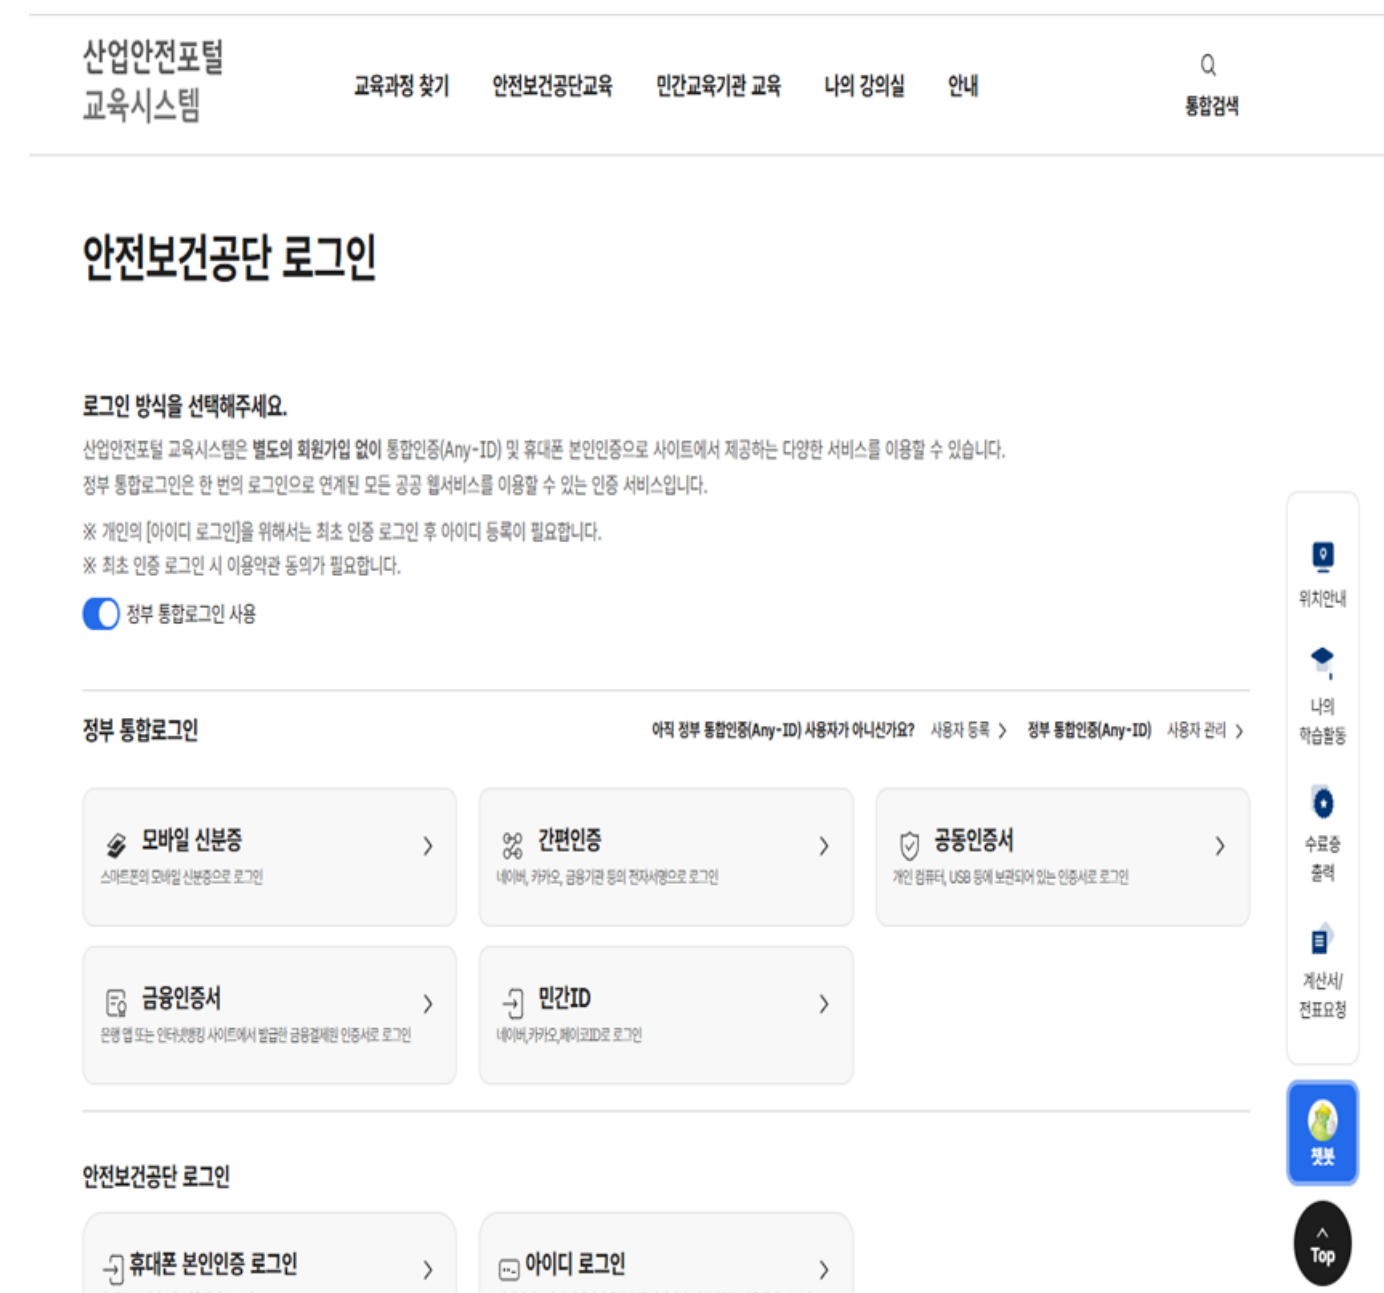 산업안전포털
교육시스템
교육과정 찾기
안전보건공단교육
민간교육기관 교육
나의 강의실
안내
통합검색
안전보건공단 로그인
로그인 방식을 선택해주세요.
산업안전포털 교육시스템은 별도의 회원가입 없이 통합인증(Any-ID) 및 휴대폰 본인인증으로 사이트에서 제공하는 다양한 서비스를 이용할 수 있습니다.
정부 통합로그인은 한 번의 로그인으로 연계된 모든 공공 웹서비스를 이용할 수 있는 인증 서비스입니다.
※ 개인의 [아이디 로그인]을 위해서는 최초 인증 로그인 후 아이디 등록이 필요합니다.
※ 최초 인증 로그인 시 이용약관 동의가 필요합니다.
정부 통합로그인 사용
정부 통합로그인
아직 정부 통합인증(Any-ID) 사용자가 아니신가요? 사용자 등록 >
정부 통합인증(Any-ID) 사용자 관리 >
모바일 신분증
스마트폰의 모바일 신분증으로 로그인
간편인증
네이버, 카카오, 금융기관 등의 전자서명으로 로그인
공동인증서
개인 컴퓨터, USB 등에 보관되어 있는 인증서로 로그인
금융인증서
은행 앱 또는 인터넷뱅킹 사이트에서 발급한 금융결제원 인증서로 로그인
민간ID
네이버,카카오,페이코ID로 로그인
안전보건공단 로그인
휴대폰 본인인증 로그인
아이디 로그인
위치안내
나의
학습활동
수료증
출력
계산서/
전표요청
챗봇
Top